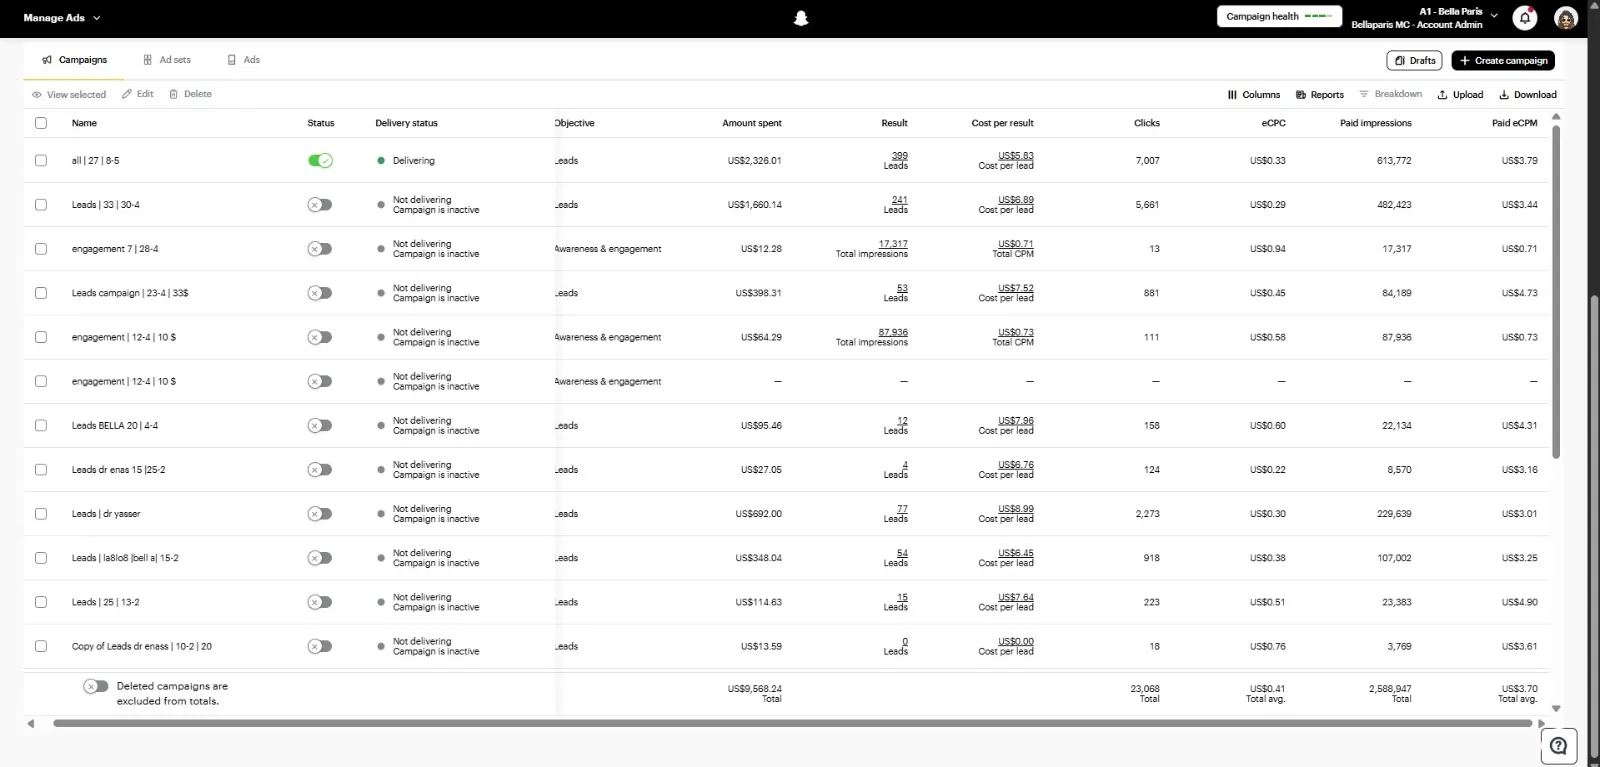 Manage Ads
Campaign health
A1 - Bella Paris
Bellaparis MC - Account Admin
Campaigns Ad sets Ads
Drafts + Create campaign
View selected Edit Delete
Columns Reports Breakdown Upload Download
Name Status Delivery status Objective Amount spent Result Cost per result Clicks eCPC Paid impressions Paid eCPM
all | 27 | 8-5 Delivering Leads US$2,326.01 399 US$5.83 7,007 US$0.33 613,772 US$3.79
Leads Cost per lead
Leads | 33 | 30-4 Not delivering Leads US$1,660.14 241 US$6.89 5,661 US$0.29 482,423 US$3.44
Campaign is inactive Leads Cost per lead
engagement 7 | 28-4 Not delivering Awareness & engagement US$12.28 17,317 US$0.71 13 US$0.94 17,317 US$0.71
Campaign is inactive Total impressions Total CPM
Leads campaign | 23-4 | 33$ Not delivering Leads US$398.31 53 US$7.52 881 US$0.45 84,189 US$4.73
Campaign is inactive Leads Cost per lead
engagement | 12-4 | 10 $ Not delivering Awareness & engagement US$64.29 87,936 US$0.73 111 US$0.58 87,936 US$0.73
Campaign is inactive Total impressions Total CPM
engagement | 12-4 | 10 $ Not delivering Awareness & engagement — — — — — — —
Campaign is inactive
Leads BELLA 20 | 4-4 Not delivering Leads US$95.46 12 US$7.96 158 US$0.60 22,134 US$4.31
Campaign is inactive Leads Cost per lead
Leads dr enas 15 |25-2 Not delivering Leads US$27.05 4 US$6.76 124 US$0.22 8,570 US$3.16
Campaign is inactive Leads Cost per lead
Leads | dr yasser Not delivering Leads US$692.00 77 US$8.99 2,273 US$0.30 229,639 US$3.01
Campaign is inactive Leads Cost per lead
Leads | la8lo8 |bell a| 15-2 Not delivering Leads US$348.04 54 US$6.45 918 US$0.38 107,002 US$3.25
Campaign is inactive Leads Cost per lead
Leads | 25 | 13-2 Not delivering Leads US$114.63 15 US$7.64 223 US$0.51 23,383 US$4.90
Campaign is inactive Leads Cost per lead
Copy of Leads dr enass | 10-2 | 20 Not delivering Leads US$13.59 0 US$0.00 18 US$0.76 3,769 US$3.61
Campaign is inactive Leads Cost per lead
Deleted campaigns are US$9,568.24 23,068 US$0.41 2,588,947 US$3.70
excluded from totals. Total Total Total avg. Total Total avg.